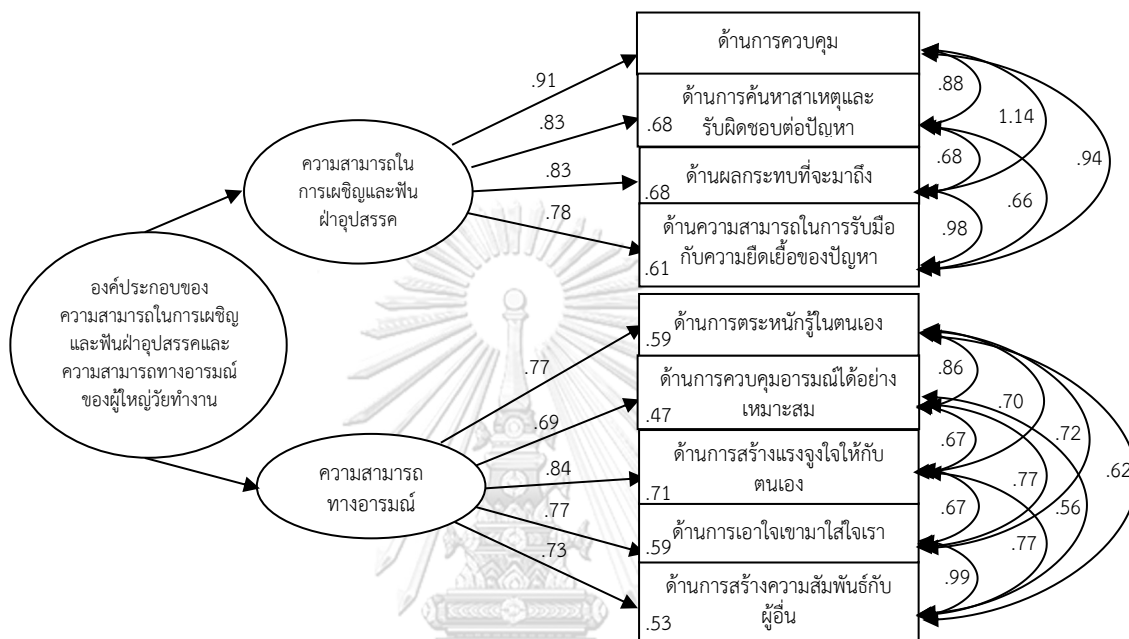 องค์ประกอบของ
ความสามารถในการเผชิญ
และฟันฝ่าอุปสรรคและ
ความสามารถทางอารมณ์
ของผู้ใหญ่วัยทำงาน
ความสามารถใน
การเผชิญและฟัน
ฝ่าอุปสรรค
.91
.83
.83
.78
ด้านการควบคุม
ด้านการค้นหาสาเหตุและ
รับผิดชอบต่อปัญหา
.68
ด้านผลกระทบที่จะมาถึง
.68
ด้านความสามารถในการรับมือ
กับความยืดเยื้อของปัญหา
.61
.88
1.14
.68
.94
.66
.98
ความสามารถ
ทางอารมณ์
.77
.69
.84
.77
.73
ด้านการตระหนักรู้ในตนเอง
.59
ด้านการควบคุมอารมณ์ได้อย่าง
เหมาะสม
.47
ด้านการสร้างแรงจูงใจให้กับ
ตนเอง
.71
ด้านการเอาใจเขามาใส่ใจเรา
.59
ด้านการสร้างความสัมพันธ์กับ
ผู้อื่น
.53
.86
.70
.72
.67
.62
.77
.56
.67
.77
.99